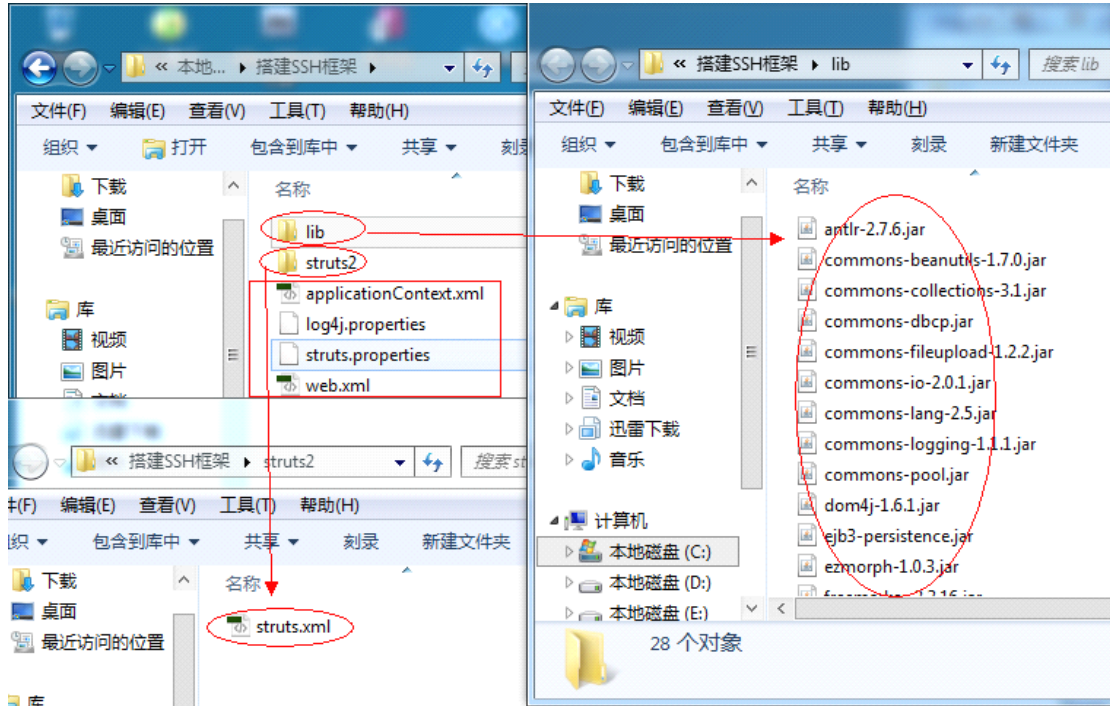 « 本地... ▸ 搭建SSH框架 ▸
文件(F) 编辑(E) 查看(V) 工具(T) 帮助(H)
组织 打开 包含到库中 共享
下载
桌面
最近访问的位置
库
视频
图片
名称
lib
struts2
applicationContext.xml
log4j.properties
struts.properties
web.xml
« 搭建SSH框架 ▸ struts2
编辑(E) 查看(V) 工具(T) 帮助(H)
包含到库中 共享 刻录 新建文件夹
下载
桌面
最近访问的位置
库
名称
struts.xml
« 搭建SSH框架 ▸ lib 搜索 lib
文件(F) 编辑(E) 查看(V) 工具(T) 帮助(H)
组织 包含到库中 共享 刻录 新建文件夹
下载
桌面
最近访问的位置
库
视频
图片
文档
迅雷下载
音乐
计算机
本地磁盘 (C:)
本地磁盘 (D:)
本地磁盘 (E:)
名称
antlr-2.7.6.jar
commons-beanutils-1.7.0.jar
commons-collections-3.1.jar
commons-dbcp.jar
commons-fileupload-1.2.2.jar
commons-io-2.0.1.jar
commons-lang-2.5.jar
commons-logging-1.1.1.jar
commons-pool.jar
dom4j-1.6.1.jar
ejb3-persistence.jar
ezmorph-1.0.3.jar
28 个对象